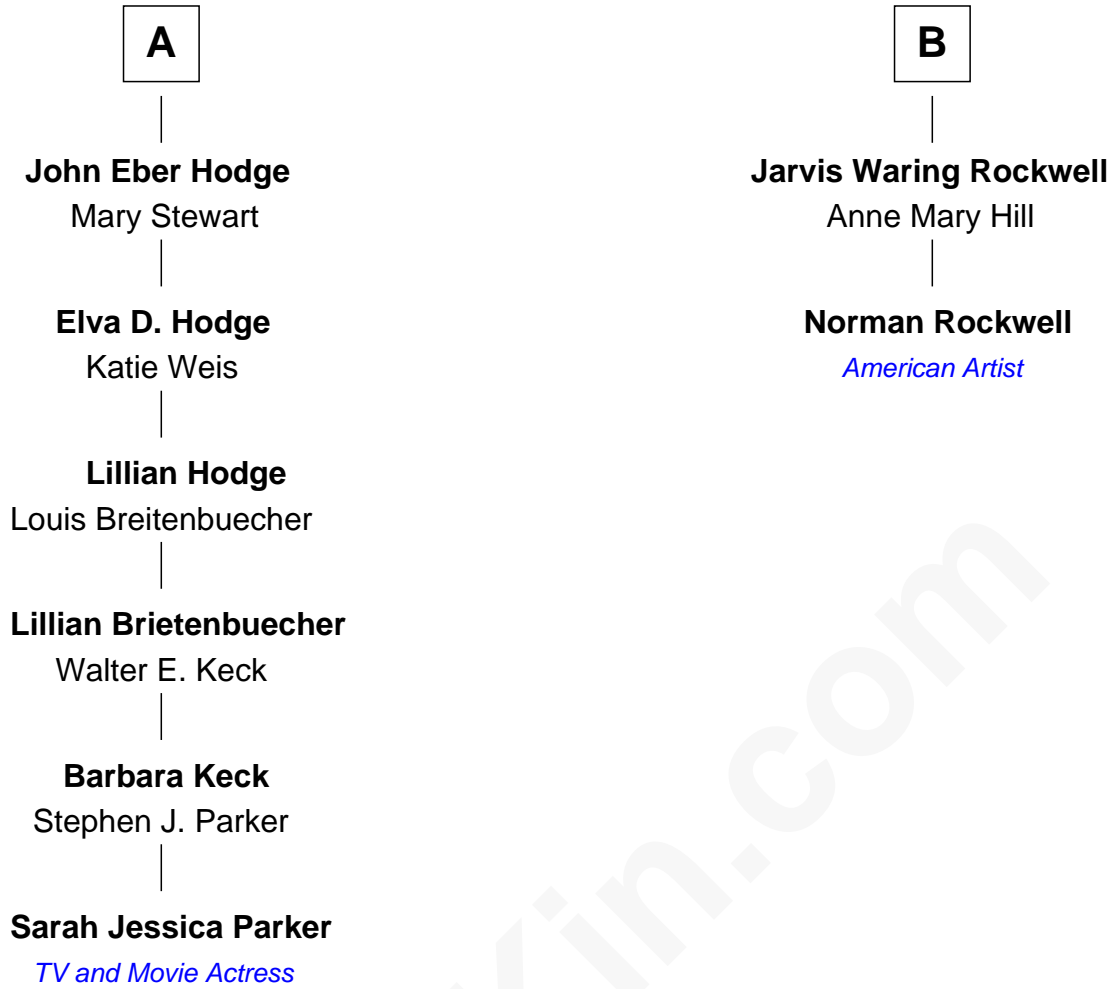 A
John Eber Hodge
Mary Stewart
Elva D. Hodge
Katie Weis
Lillian Hodge
Louis Breitenbuecher
Lillian Brietenbuecher
Walter E. Keck
Barbara Keck
Stephen J. Parker
Sarah Jessica Parker
TV and Movie Actress
B
Jarvis Waring Rockwell
Anne Mary Hill
Norman Rockwell
American Artist